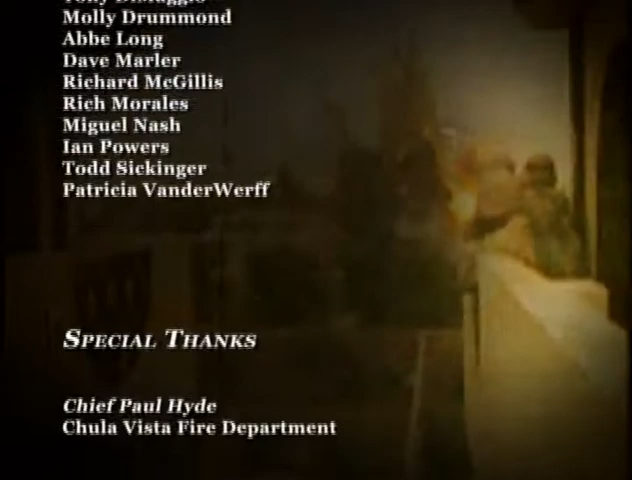 Molly Drummond
Abbe Long
Dave Marler
Richard McGillis
Rich Morales
Miguel Nash
Ian Powers
Todd Sickinger
Patricia VanderWerff
Special Thanks
Chief Paul Hyde
Chula Vista Fire Department